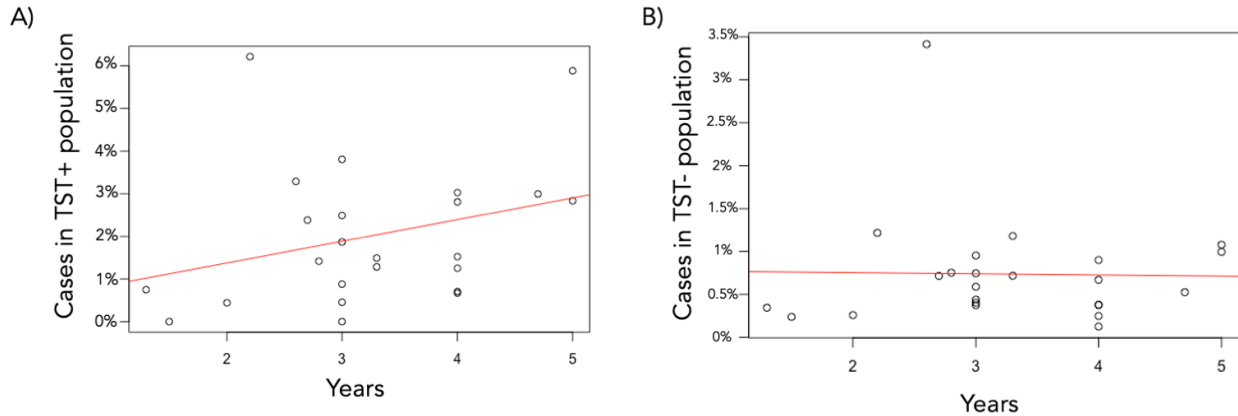 A)
Cases in TST+ population
6%
5%
4%
3%
2%
1%
0%
2 3 4 5
Years
B)
Cases in TST- population
3.5%
3%
2.5%
2%
1.5%
1%
0.5%
0%
2 3 4 5
Years